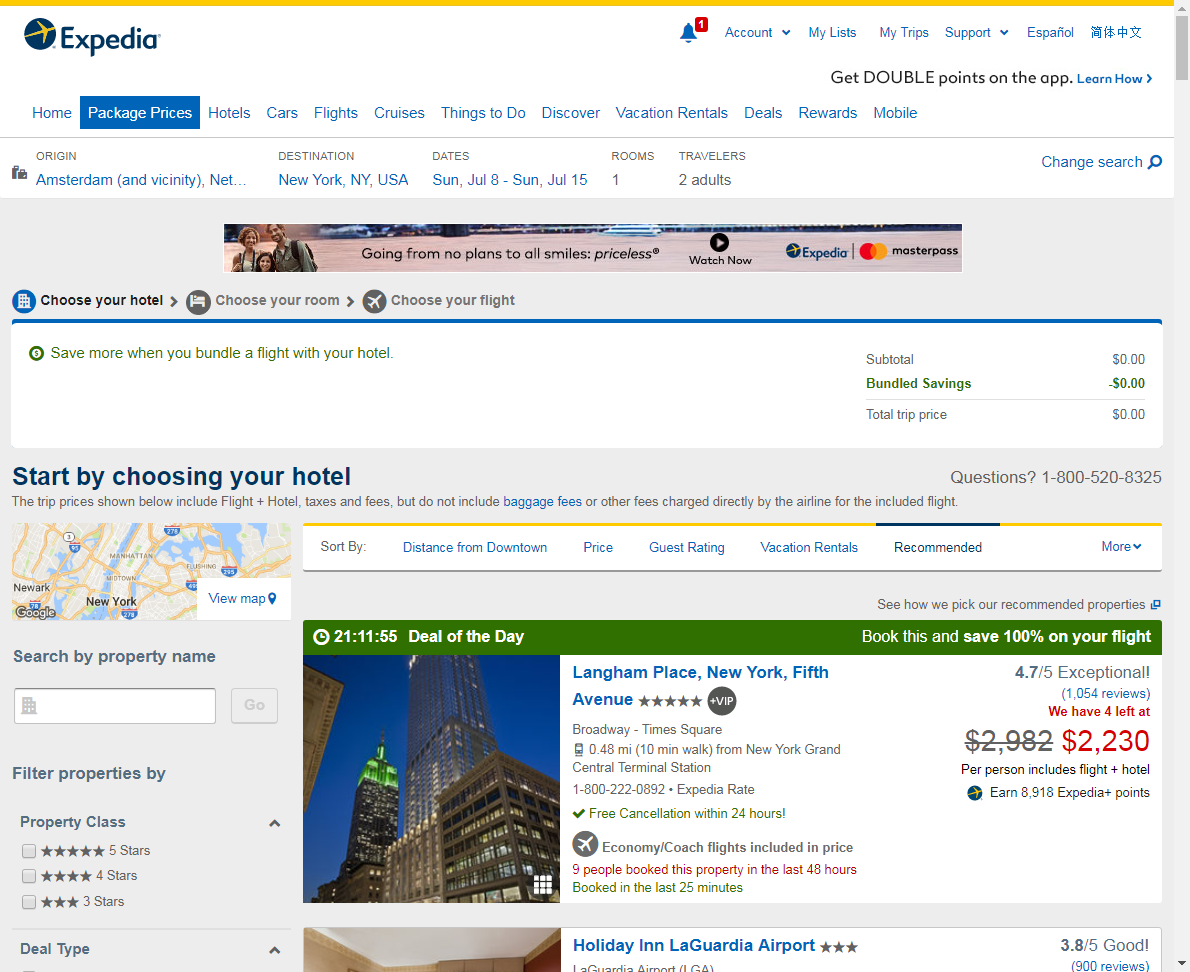 Expedia
1
Account
My Lists
My Trips
Support
Español
简体中文
Get DOUBLE points on the app. Learn How
Home
Package Prices
Hotels
Cars
Flights
Cruises
Things to Do
Discover
Vacation Rentals
Deals
Rewards
Mobile
ORIGIN
Amsterdam (and vicinity), Net...
DESTINATION
New York, NY, USA
DATES
Sun, Jul 8 - Sun, Jul 15
ROOMS
1
TRAVELERS
2 adults
Change search
Going from no plans to all smiles: priceless®
Watch Now
Expedia
masterpass
Choose your hotel
Choose your room
Choose your flight
Save more when you bundle a flight with your hotel.
Subtotal $0.00
Bundled Savings -$0.00
Total trip price $0.00
Start by choosing your hotel
Questions? 1-800-520-8325
The trip prices shown below include Flight + Hotel, taxes and fees, but do not include baggage fees or other fees charged directly by the airline for the included flight.
MANHATTAN
MIDTOWN
FLUSHING
Newark
New York
3
95
278
295
495
78
278
Google
View map
Sort By:
Distance from Downtown
Price
Guest Rating
Vacation Rentals
Recommended
More
See how we pick our recommended properties
Search by property name
Go
Filter properties by
Property Class
5 Stars
4 Stars
3 Stars
Deal Type
21:11:55 Deal of the Day
Book this and save 100% on your flight
Langham Place, New York, Fifth
Avenue
+VIP
Broadway - Times Square
0.48 mi (10 min walk) from New York Grand
Central Terminal Station
1-800-222-0892 • Expedia Rate
Free Cancellation within 24 hours!
Economy/Coach flights included in price
9 people booked this property in the last 48 hours
Booked in the last 25 minutes
4.7/5 Exceptional!
(1,054 reviews)
We have 4 left at
$2,982 $2,230
Per person includes flight + hotel
Earn 8,918 Expedia+ points
Holiday Inn LaGuardia Airport
LaGuardia Airport (LGA)
3.8/5 Good!
(900 reviews)